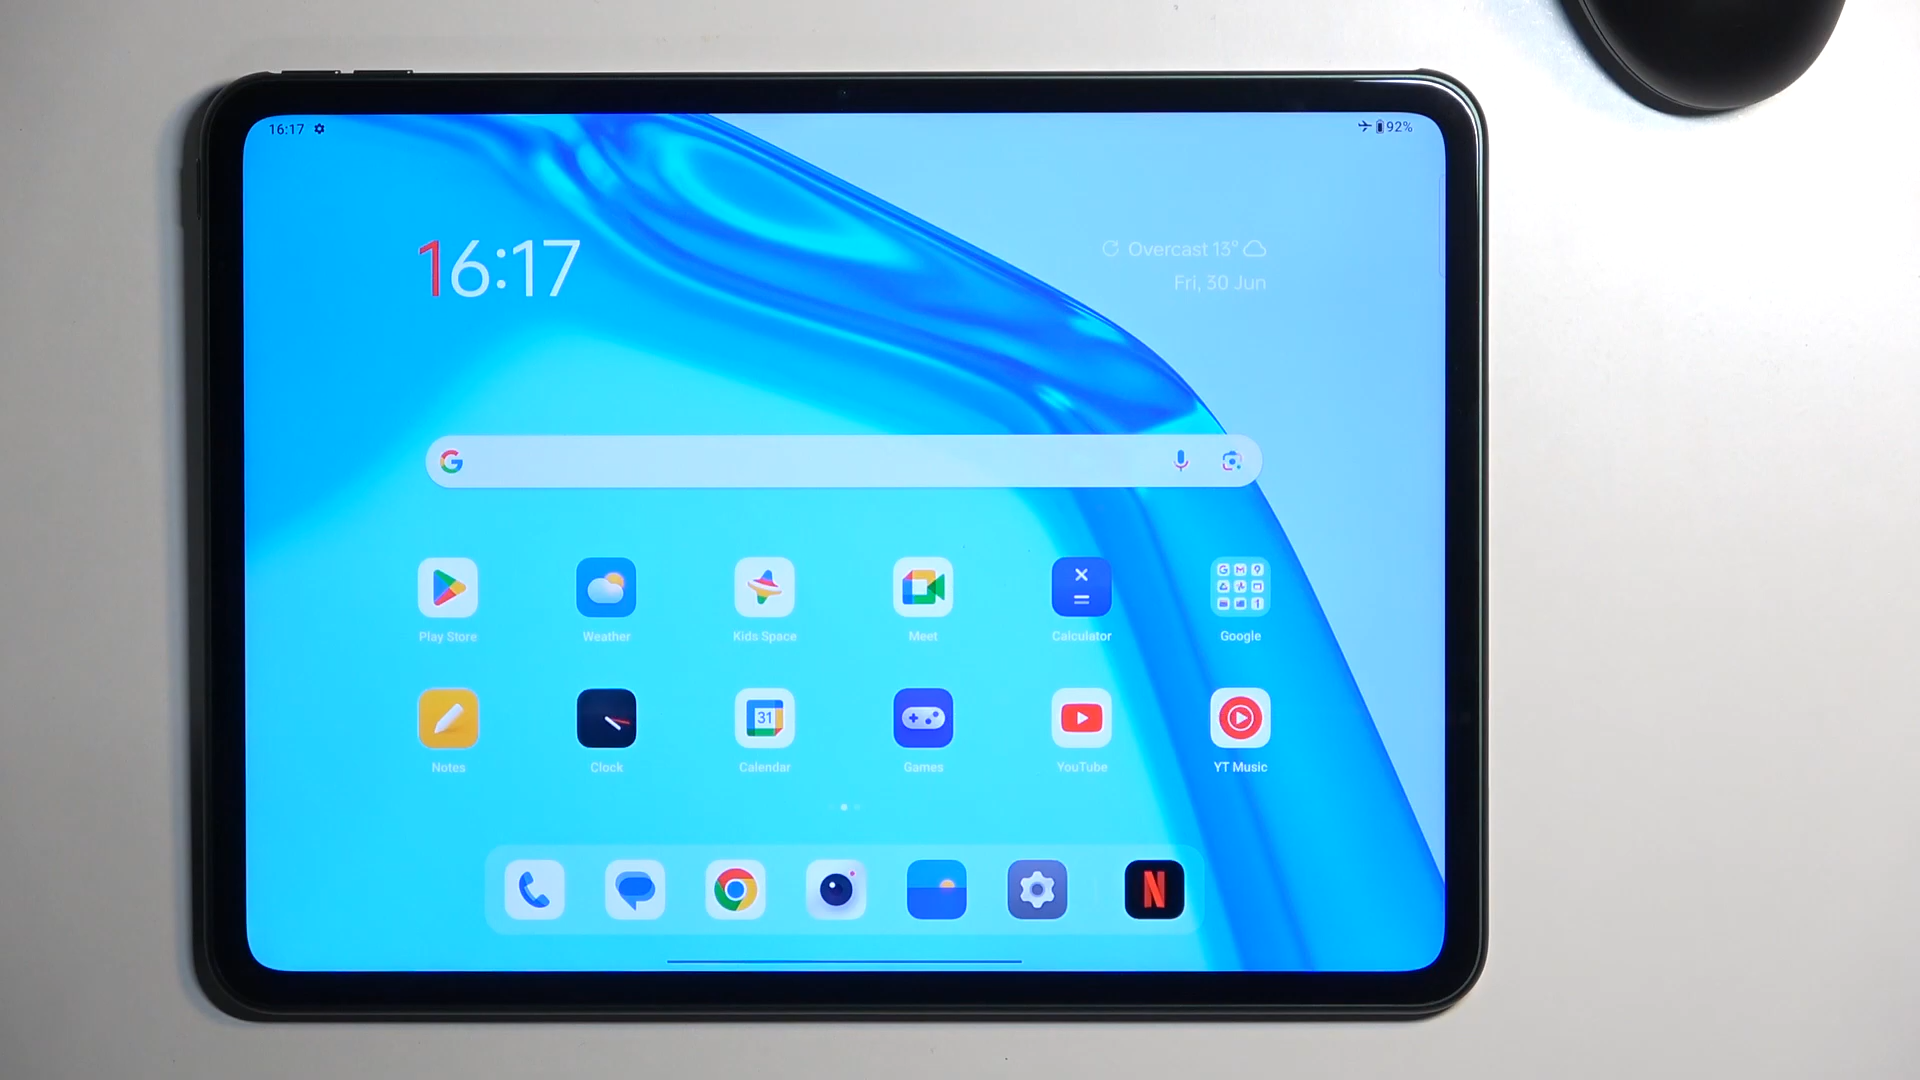 16:17
92%
16:17
Overcast 13°
Fri, 30 Jun
Play Store
Weather
Kids Space
Meet
Calculator
Google
Notes
Clock
31
Calendar
Games
YouTube
YT Music